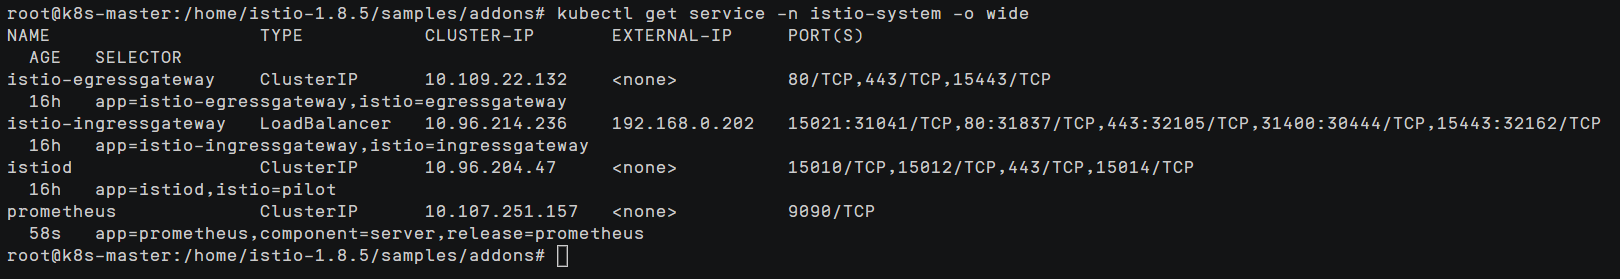 root@k8s-master:/home/istio-1.8.5/samples/addons# kubectl get service -n istio-system -o wide
NAME                   TYPE           CLUSTER-IP       EXTERNAL-IP     PORT(S)
  AGE   SELECTOR
istio-egressgateway    ClusterIP      10.109.22.132    <none>          80/TCP,443/TCP,15443/TCP
  16h   app=istio-egressgateway,istio=egressgateway
istio-ingressgateway   LoadBalancer   10.96.214.236    192.168.0.202   15021:31041/TCP,80:31837/TCP,443:32105/TCP,31400:30444/TCP,15443:32162/TCP
  16h   app=istio-ingressgateway,istio=ingressgateway
istiod                 ClusterIP      10.96.204.47     <none>          15010/TCP,15012/TCP,443/TCP,15014/TCP
  16h   app=istiod,istio=pilot
prometheus             ClusterIP      10.107.251.157   <none>          9090/TCP
  58s   app=prometheus,component=server,release=prometheus
root@k8s-master:/home/istio-1.8.5/samples/addons#